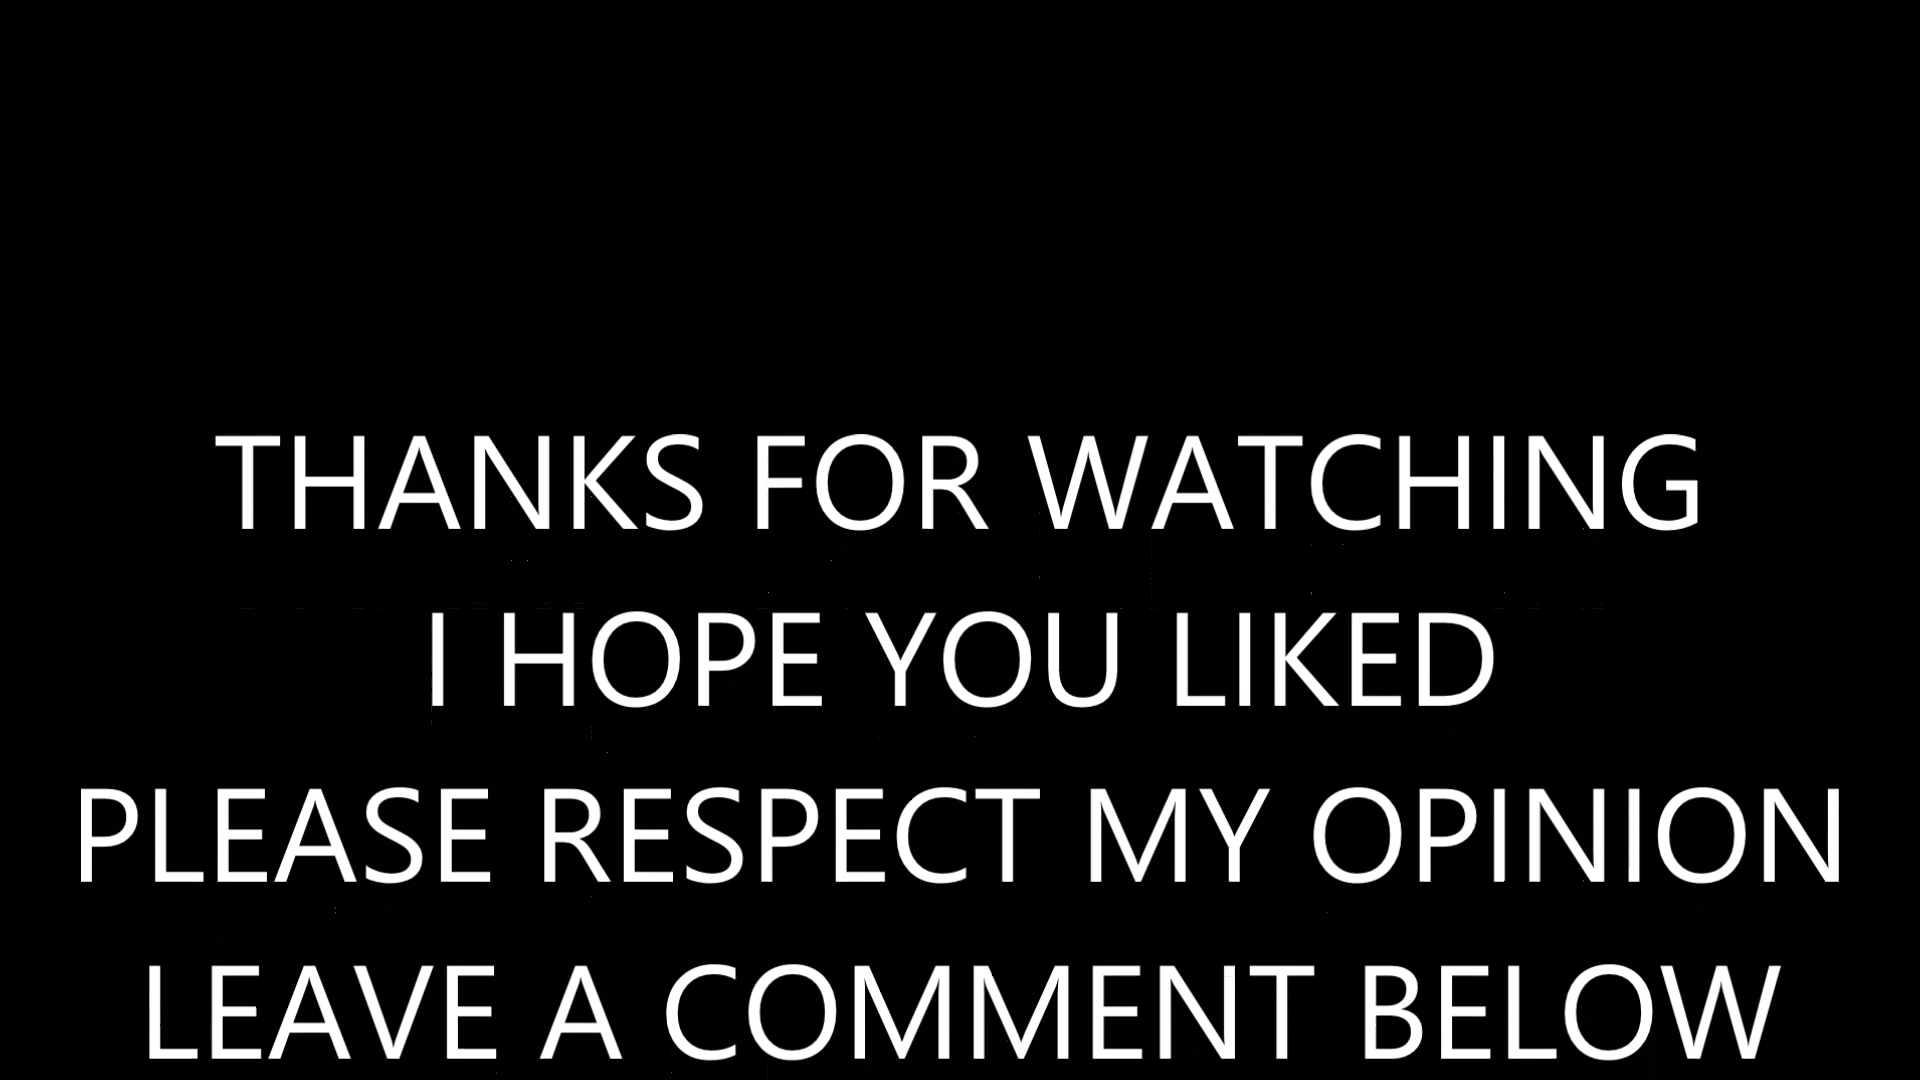 THANKS FOR WATCHING
I HOPE YOU LIKED
PLEASE RESPECT MY OPINION
LEAVE A COMMENT BELOW